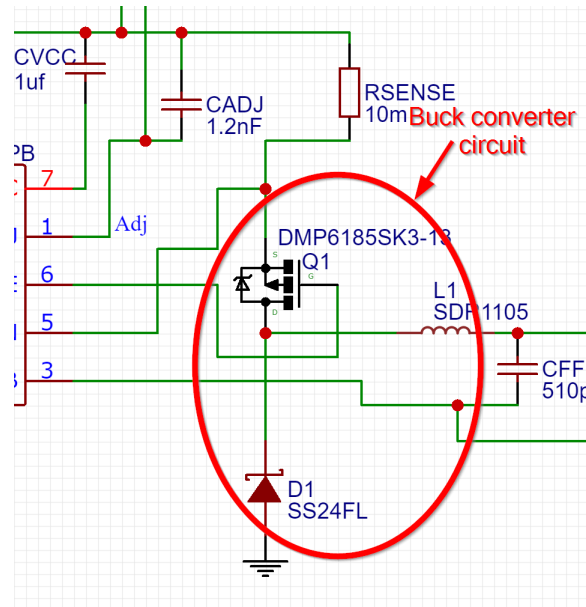 CVCC
1uf
CADJ
1.2nF
RSENSE
10m
Buck converter
circuit
PB
C
7
J
1
Adj
E
6
N
5
B
3
DMP6185SK3-13
S
Q1
G
D
L1
SDR1105
CFF
510p
D1
SS24FL